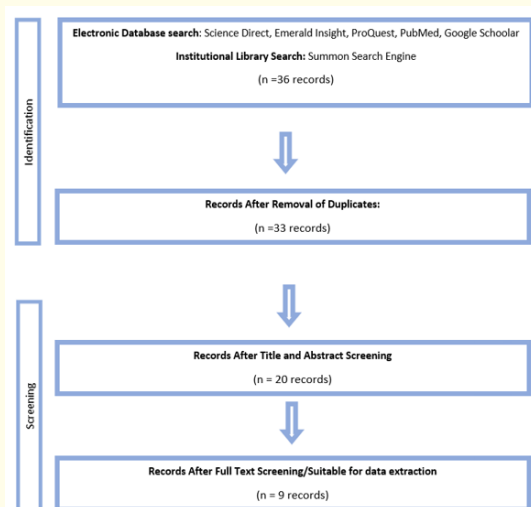 Electronic Database search: Science Direct, Emerald Insight, ProQuest, PubMed, Google Schoolar
Institutional Library Search: Summon Search Engine
(n =36 records)
Identification
Records After Removal of Duplicates:
(n =33 records)
Records After Title and Abstract Screening
(n = 20 records)
Screening
Records After Full Text Screening/Suitable for data extraction
(n = 9 records)